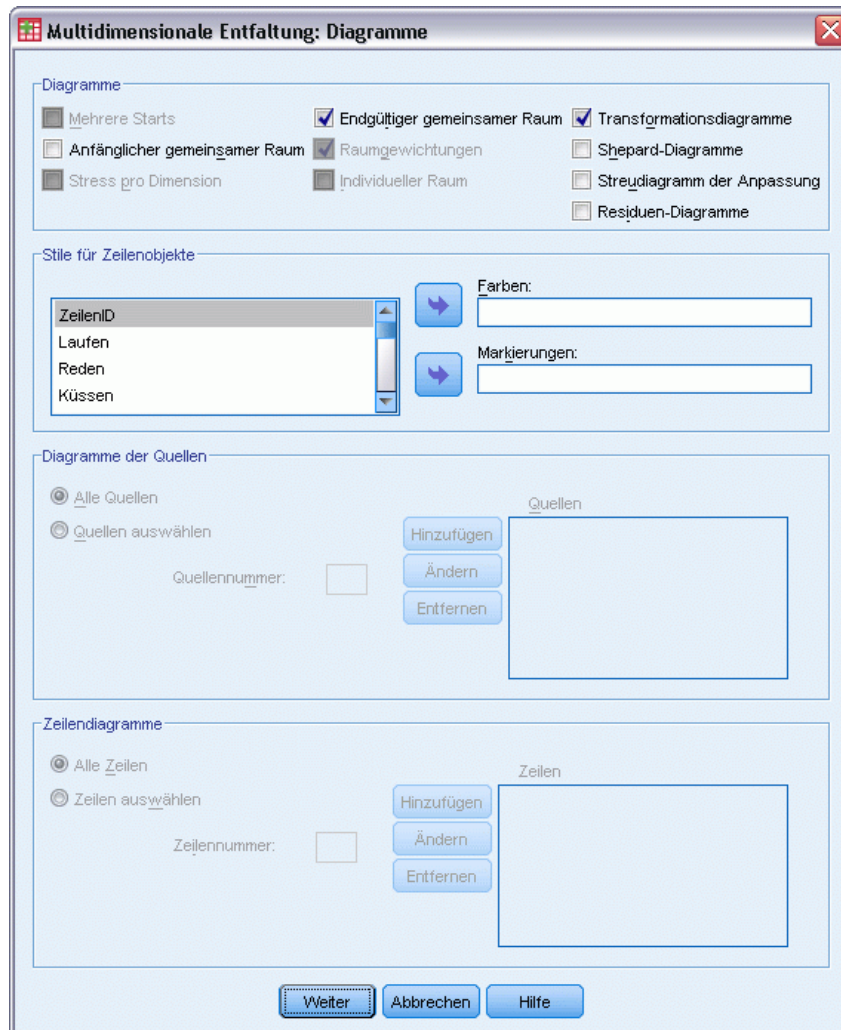 Multidimensionale Entfaltung: Diagramme
Diagramme
Mehrere Starts
Endgültiger gemeinsamer Raum
Transformationsdiagramme
Anfänglicher gemeinsamer Raum
Raumgewichtungen
Shepard-Diagramme
Stress pro Dimension
Individueller Raum
Streudiagramm der Anpassung
Residuen-Diagramme
Stile für Zeilenobjekte
ZeilenID
Laufen
Reden
Küssen
Farben:
Markierungen:
Diagramme der Quellen
Alle Quellen
Quellen auswählen
Quellennummer:
Hinzufügen
Ändern
Entfernen
Quellen
Zeilendiagramme
Alle Zeilen
Zeilen auswählen
Zeilennummer:
Hinzufügen
Ändern
Entfernen
Zeilen
Weiter
Abbrechen
Hilfe